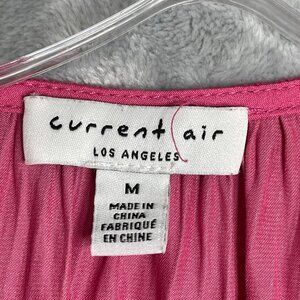 current air
LOS ANGELES
M
MADE IN
CHINA
FABRIQUÉ
EN CHINE